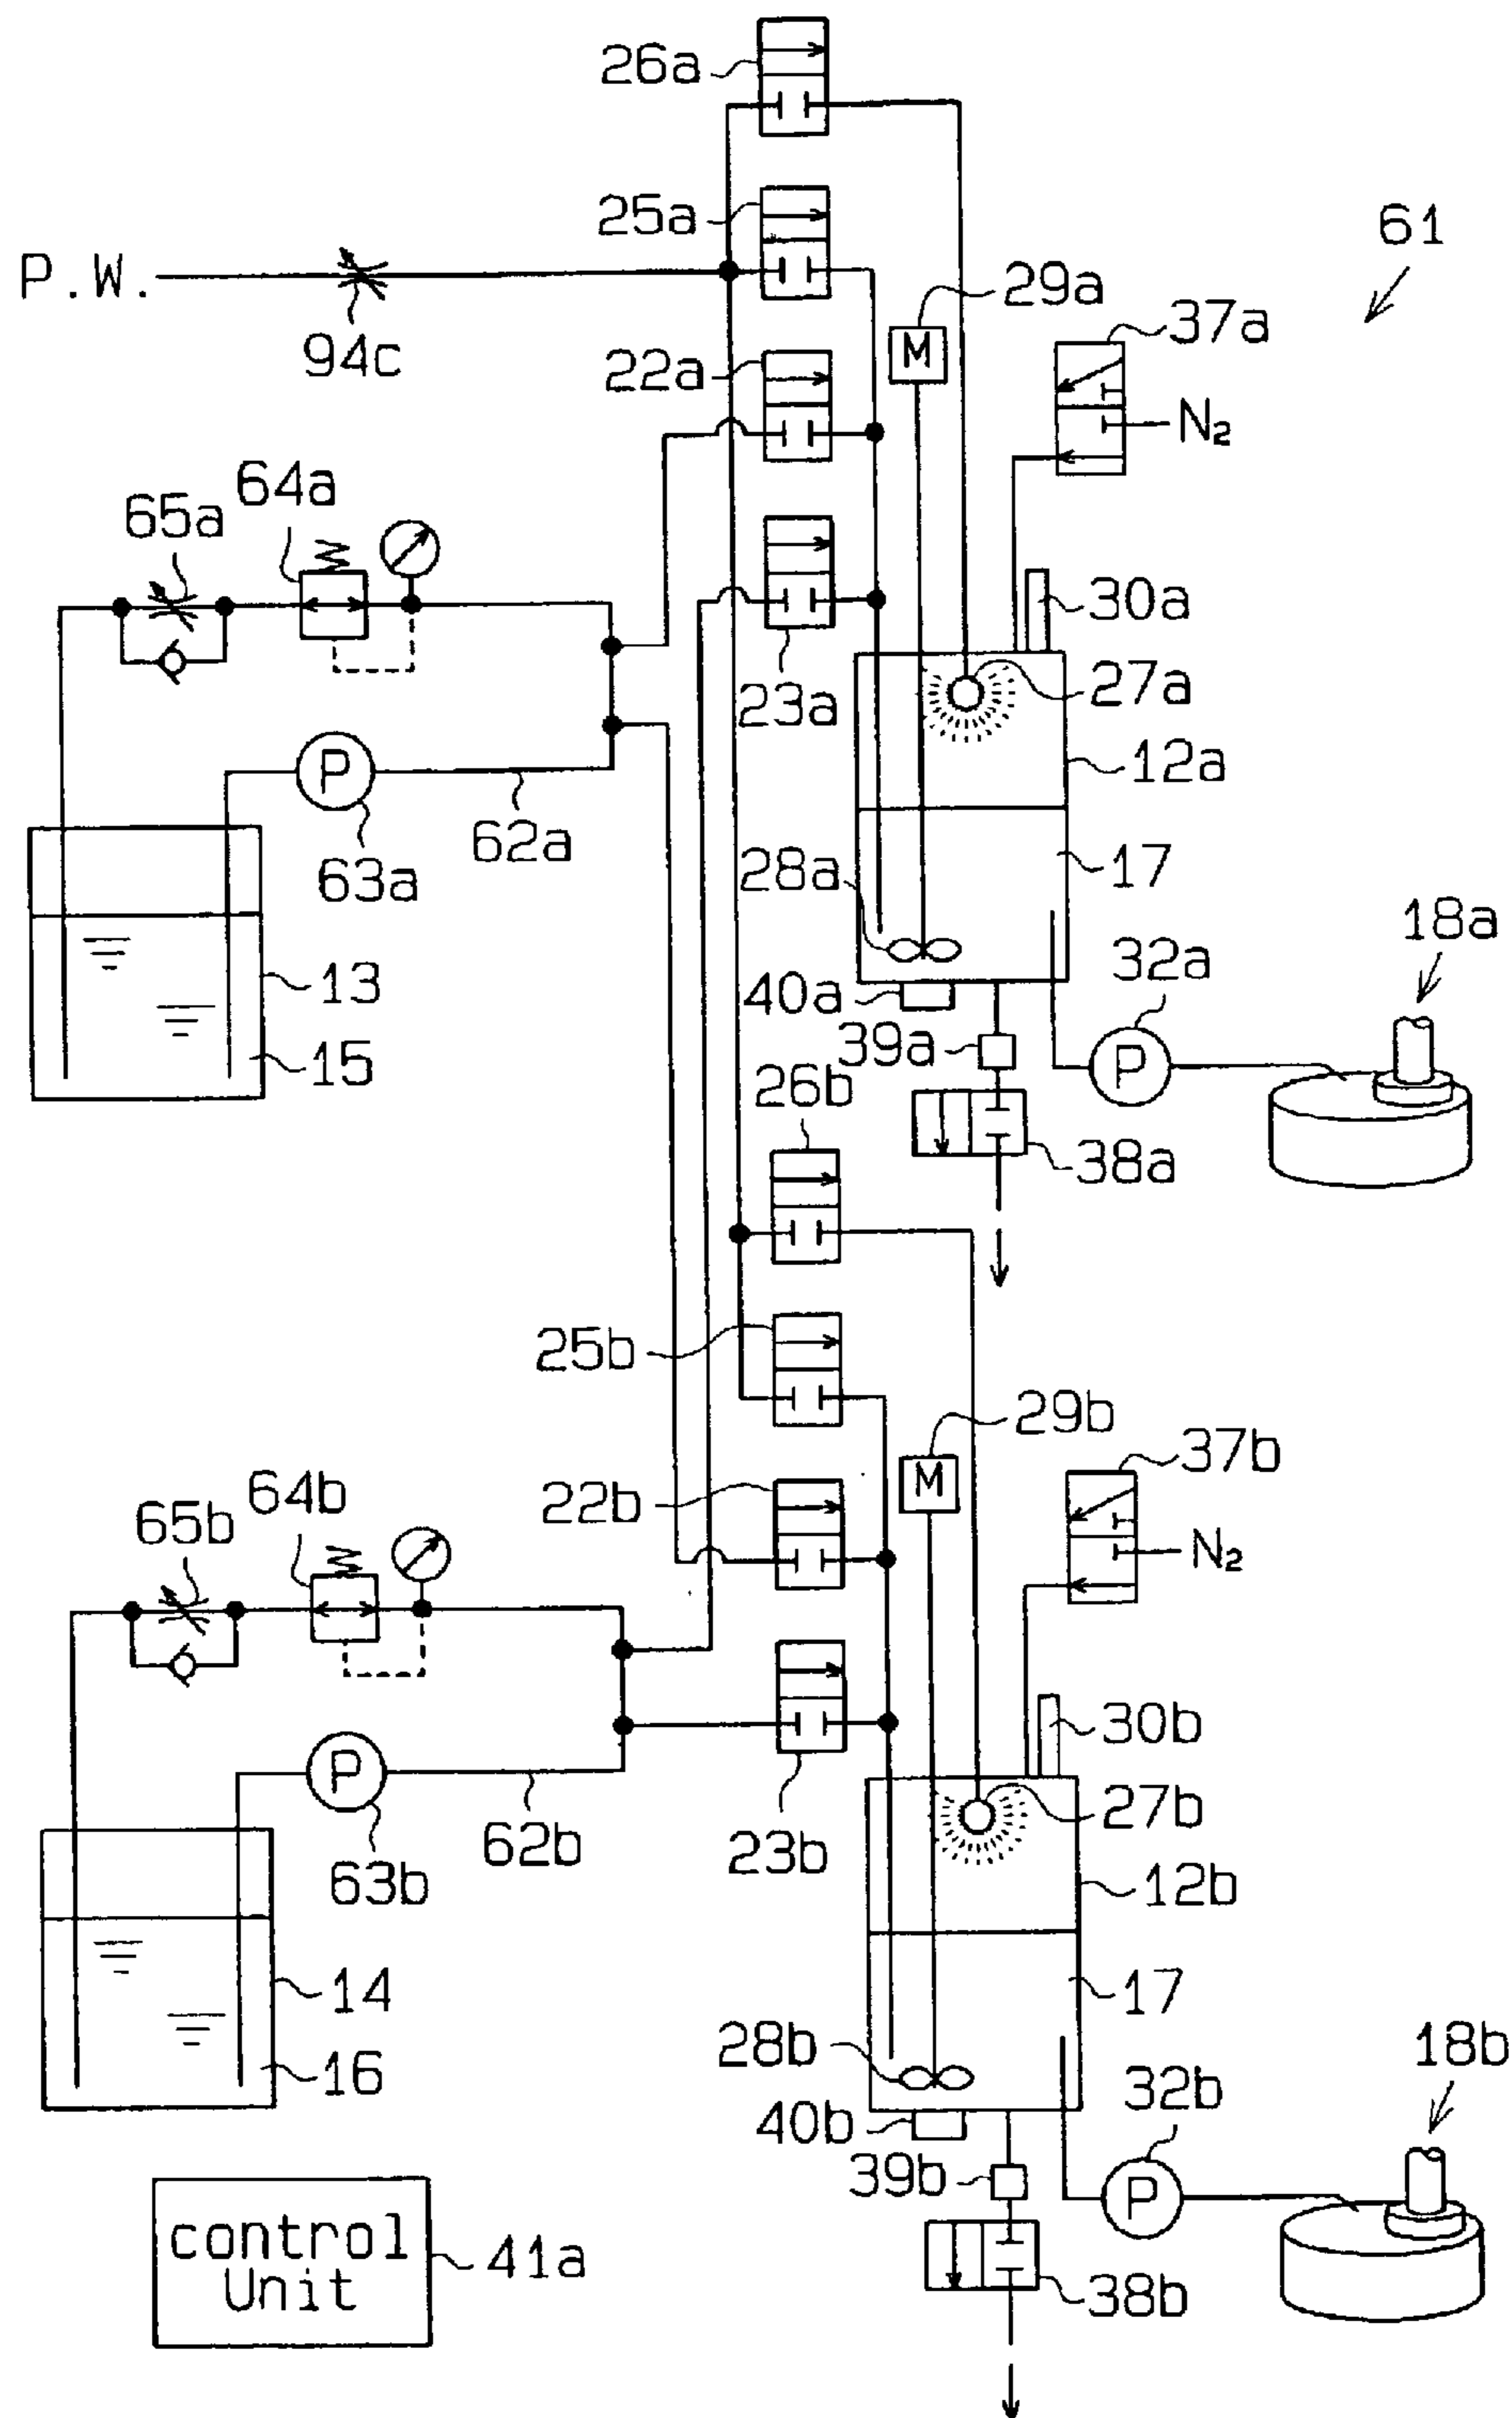 26a
25a
61
P.W.
29a
37a
94c
22a
M
N₂
64a
65a
30a
23a
27a
P
12a
62a
63a
28a
17
18a
13
40a
32a
39a
15
P
26b
38a
25b
29b
37b
64b
22b
M
65b
N₂
30b
P
27b
62b
23b
63b
12b
14
17
28b
16
18b
40b
32b
39b
P
control
Unit
41a
38b